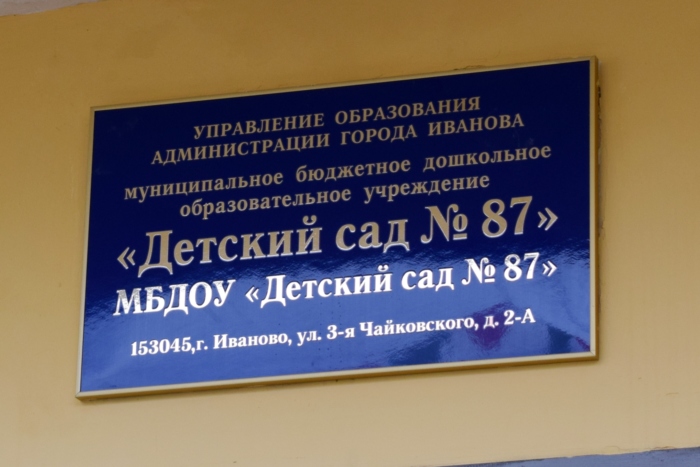 УПРАВЛЕНИЕ ОБРАЗОВАНИЯ
АДМИНИСТРАЦИИ ГОРОДА ИВАНОВА
муниципальное бюджетное дошкольное
образовательное учреждение
«Детский сад № 87»
МБДОУ «Детский сад № 87»
153045,г. Иваново, ул. 3-я Чайковского, д. 2-А